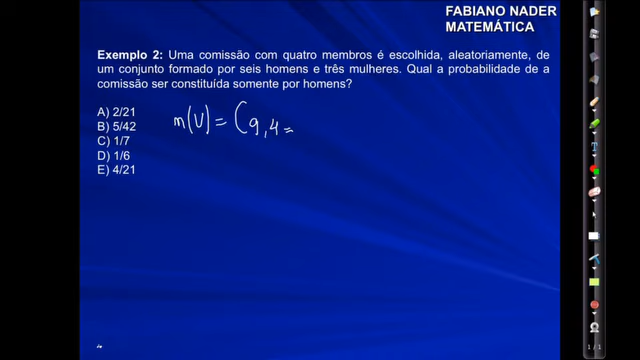 FABIANO NADER
MATEMÁTICA
Exemplo 2: Uma comissão com quatro membros é escolhida, aleatoriamente, de
um conjunto formado por seis homens e três mulheres. Qual a probabilidade de a
comissão ser constituída somente por homens?
A) 2/21
B) 5/42
C) 1/7
D) 1/6
E) 4/21
n(U) = C9,4 =
1 / 1